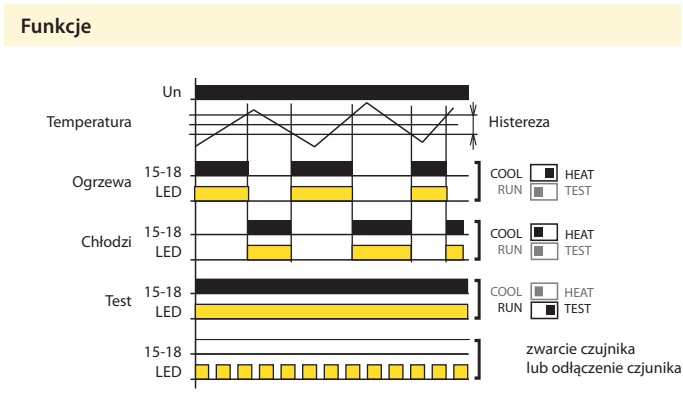 Funkcje
Un
Temperatura
Histereza
Ogrzewa
15-18
LED
COOL HEAT
RUN TEST
Chłodzi
15-18
LED
COOL HEAT
RUN TEST
Test
15-18
LED
COOL HEAT
RUN TEST
15-18
LED
zwarcie czujnika
lub odłączenie czjunika